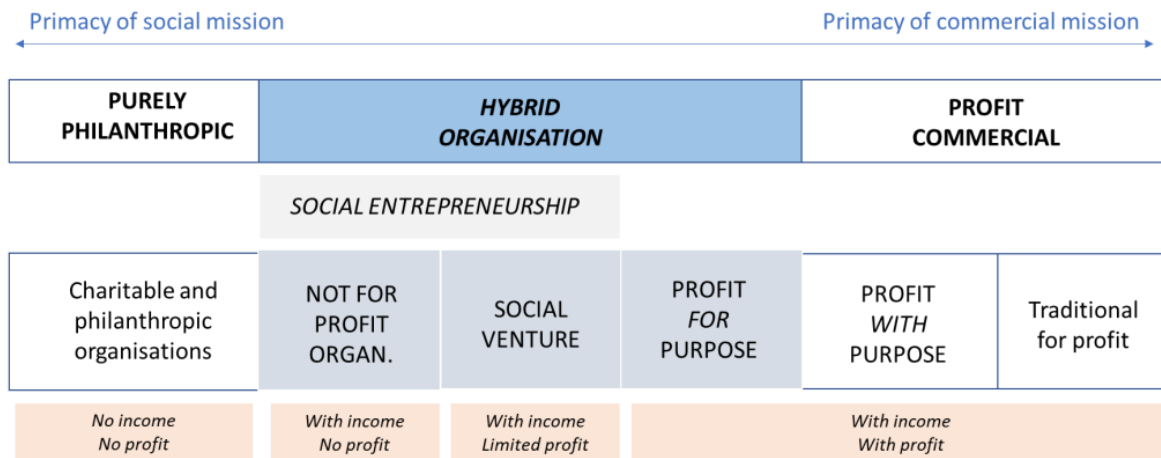 Primacy of social mission
Primacy of commercial mission
PURELY
PHILANTHROPIC
HYBRID
ORGANISATION
PROFIT
COMMERCIAL
SOCIAL ENTREPRENEURSHIP
Charitable and
philanthropic
organisations
NOT FOR
PROFIT
ORGAN.
SOCIAL
VENTURE
PROFIT
FOR
PURPOSE
PROFIT
WITH
PURPOSE
Traditional
for profit
No income
No profit
With income
No profit
With income
Limited profit
With income
With profit